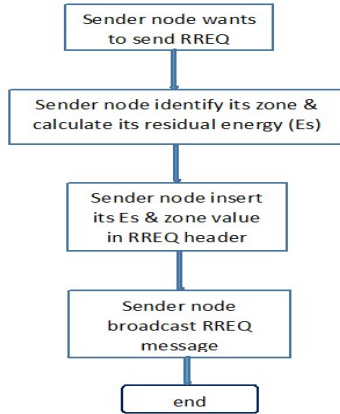 Sender node wants
to send RREQ
Sender node identify its zone &
calculate its residual energy (Es)
Sender node insert
its Es & zone value
in RREQ header
Sender node
broadcast RREQ
message
end